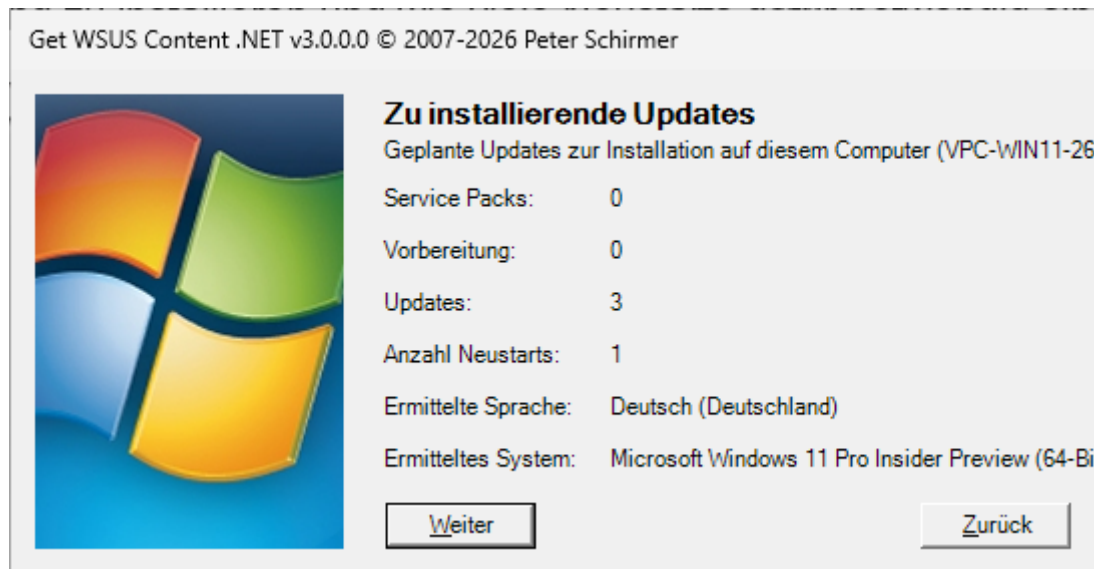 Get WSUS Content .NET v3.0.0.0 © 2007-2026 Peter Schirmer
Zu installierende Updates
Geplante Updates zur Installation auf diesem Computer (VPC-WIN11-26
Service Packs: 0
Vorbereitung: 0
Updates: 3
Anzahl Neustarts: 1
Ermittelte Sprache: Deutsch (Deutschland)
Ermitteltes System: Microsoft Windows 11 Pro Insider Preview (64-Bi
Weiter Zurück